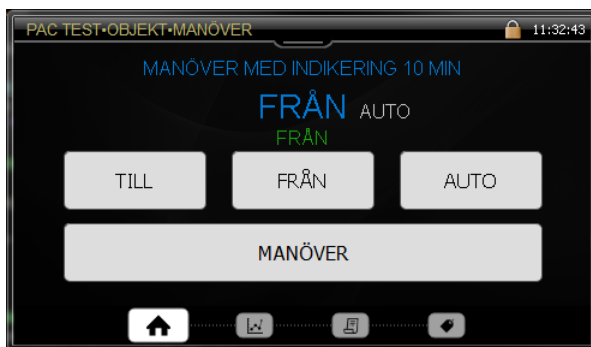 PAC TEST•OBJEKT•MANÖVER 11:32:43
MANÖVER MED INDIKERING 10 MIN
FRÅN AUTO
FRÅN
TILL FRÅN AUTO
MANÖVER